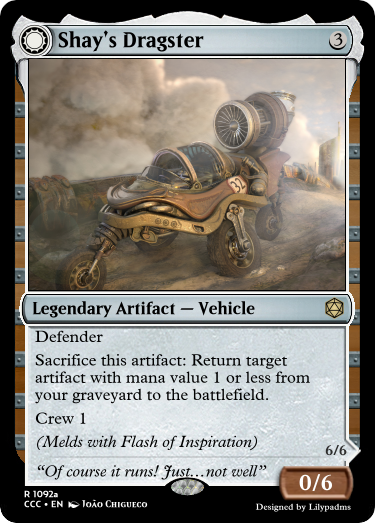 Shay's Dragster 3
32
Legendary Artifact — Vehicle
Defender
Sacrifice this artifact: Return target
artifact with mana value 1 or less from
your graveyard to the battlefield.
Crew 1
(Melds with Flash of Inspiration)
6/6
“Of course it runs! Just…not well”
0/6
R 1092a
CCC • EN João Chigueco
Designed by Lilypadms